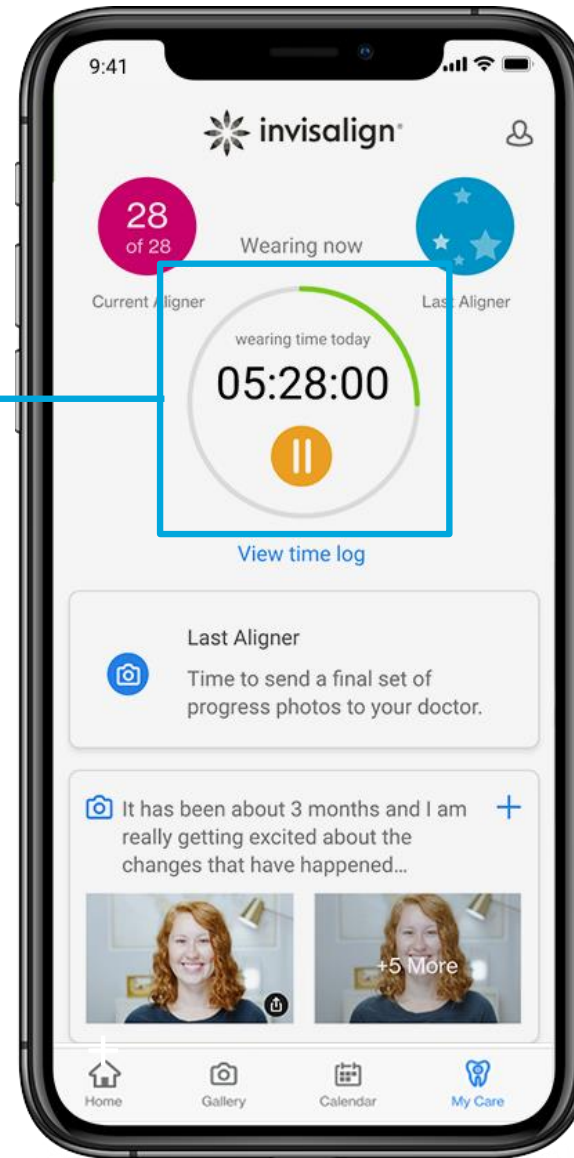 9:41
invisalign®
28
of 28
Wearing now
Current Aligner
Last Aligner
wearing time today
05:28:00
View time log
Last Aligner
Time to send a final set of
progress photos to your doctor.
It has been about 3 months and I am
really getting excited about the
changes that have happened...
+5 More
Home
Gallery
Calendar
My Care